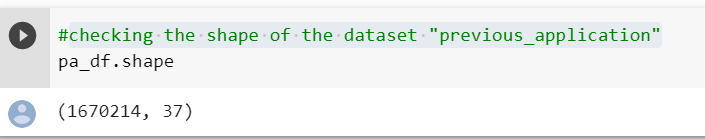 #checking the shape of the dataset "previous_application"
pa_df.shape
(1670214, 37)